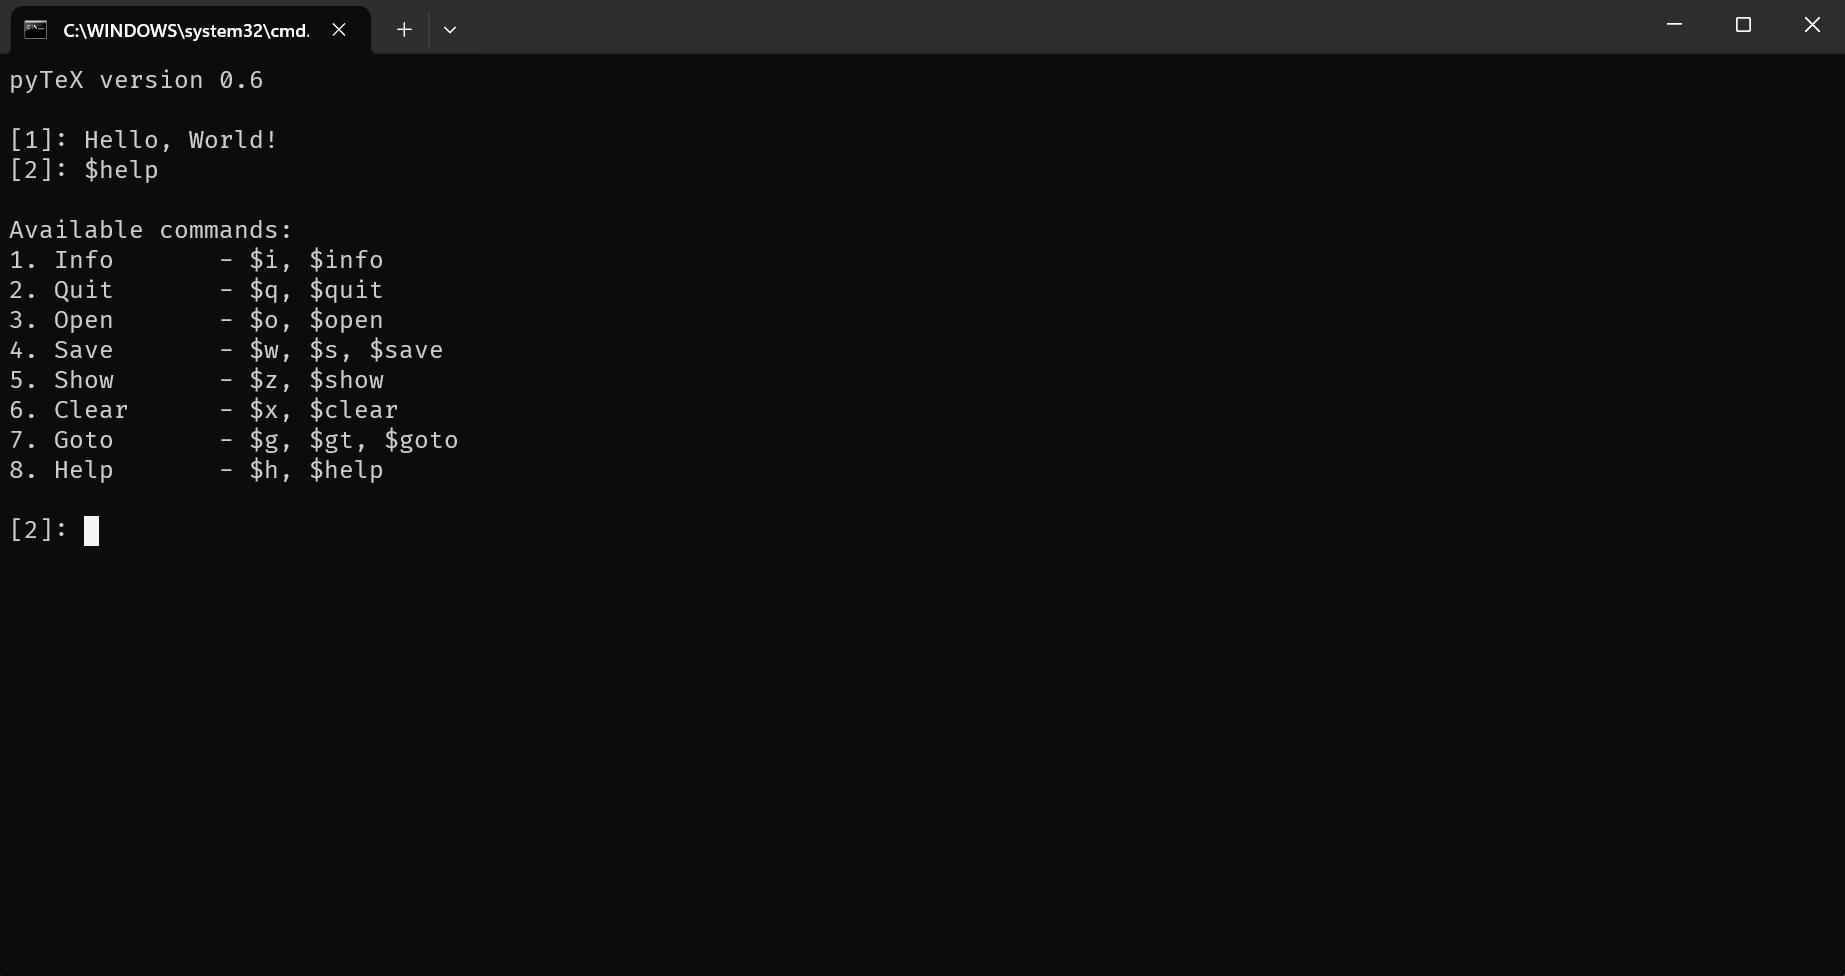 C:\WINDOWS\system32\cmd.
pyTeX version 0.6
[1]: Hello, World!
[2]: $help
Available commands:
1. Info       - $i, $info
2. Quit       - $q, $quit
3. Open       - $o, $open
4. Save       - $w, $s, $save
5. Show       - $z, $show
6. Clear      - $x, $clear
7. Goto       - $g, $gt, $goto
8. Help       - $h, $help
[2]: